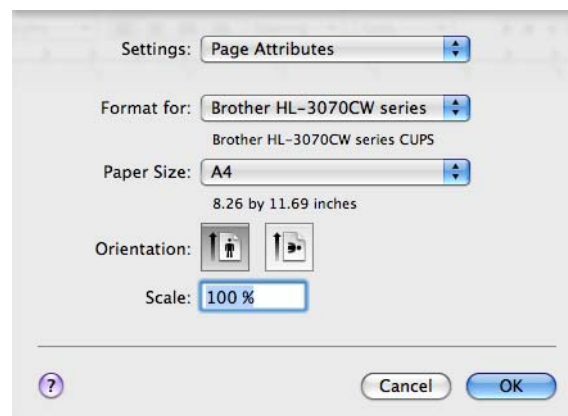 Settings: Page Attributes
Format for: Brother HL-3070CW series
Brother HL-3070CW series CUPS
Paper Size: A4
8.26 by 11.69 inches
Orientation:
Scale: 100 %
? Cancel OK